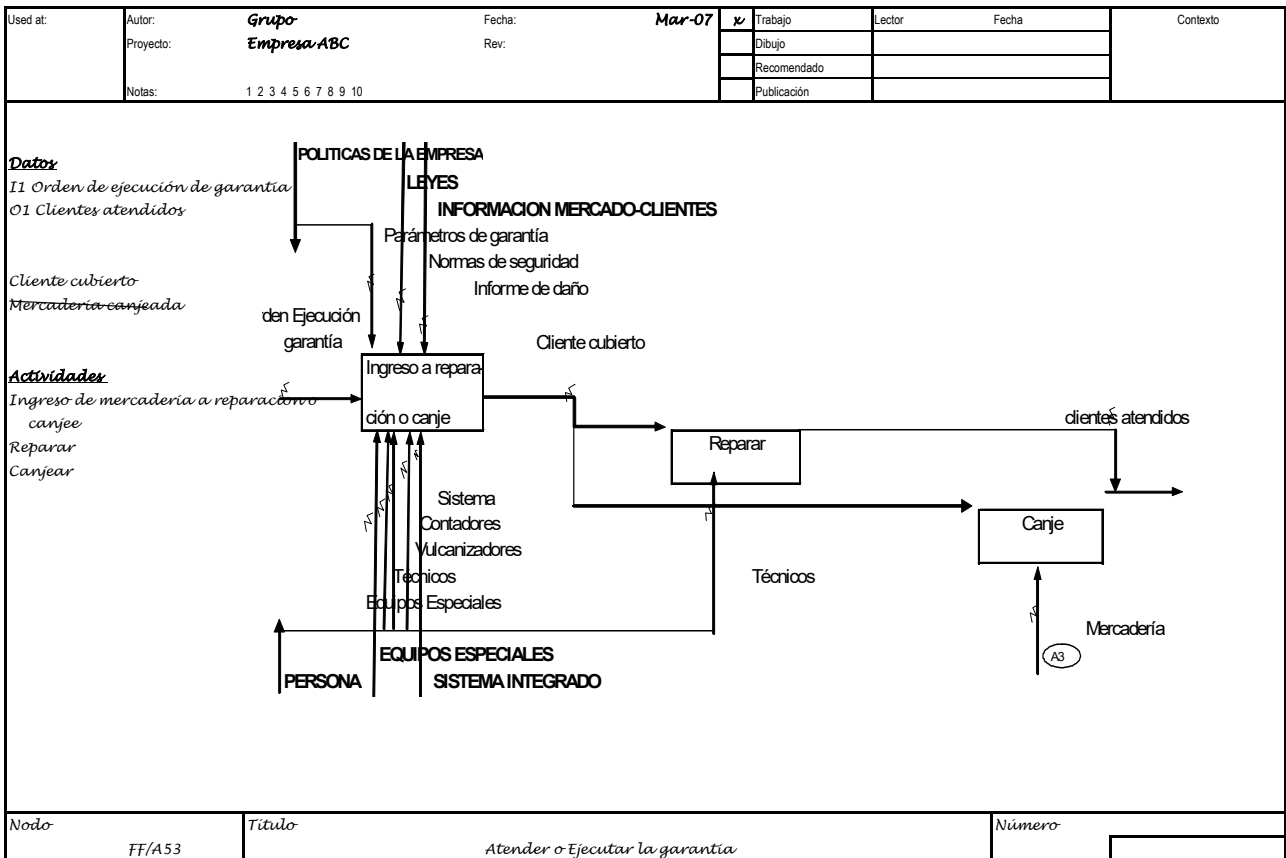 Used at: Autor: Grupo Fecha: Mar-07 x Trabajo Lector Fecha Contexto
Proyecto: Empresa ABC Rev: Dibujo
Recomendado
Notas: 1 2 3 4 5 6 7 8 9 10 Publicación
POLITICAS DE LA EMPRESA
Datos
I1 Orden de ejecución de garantía
LEYES
O1 Clientes atendidos
INFORMACION MERCADO-CLIENTES
Parámetros de garantía
Normas de seguridad
Cliente cubierto
Informe de daño
Mercadería canjeada
rden Ejecución
garantía
Cliente cubierto
Ingreso a repara-
ción o canje
Actividades
Ingreso de mercadería a reparación o
canjee
Reparar
Canjear
clientes atendidos
Reparar
Sistema
Contadores
Vulcanizadores
Técnicos
Equipos Especiales
Canje
Técnicos
Mercadería
A3
EQUIPOS ESPECIALES
PERSONA SISTEMA INTEGRADO
Nodo Título Número
FF/A53 Atender o Ejecutar la garantía